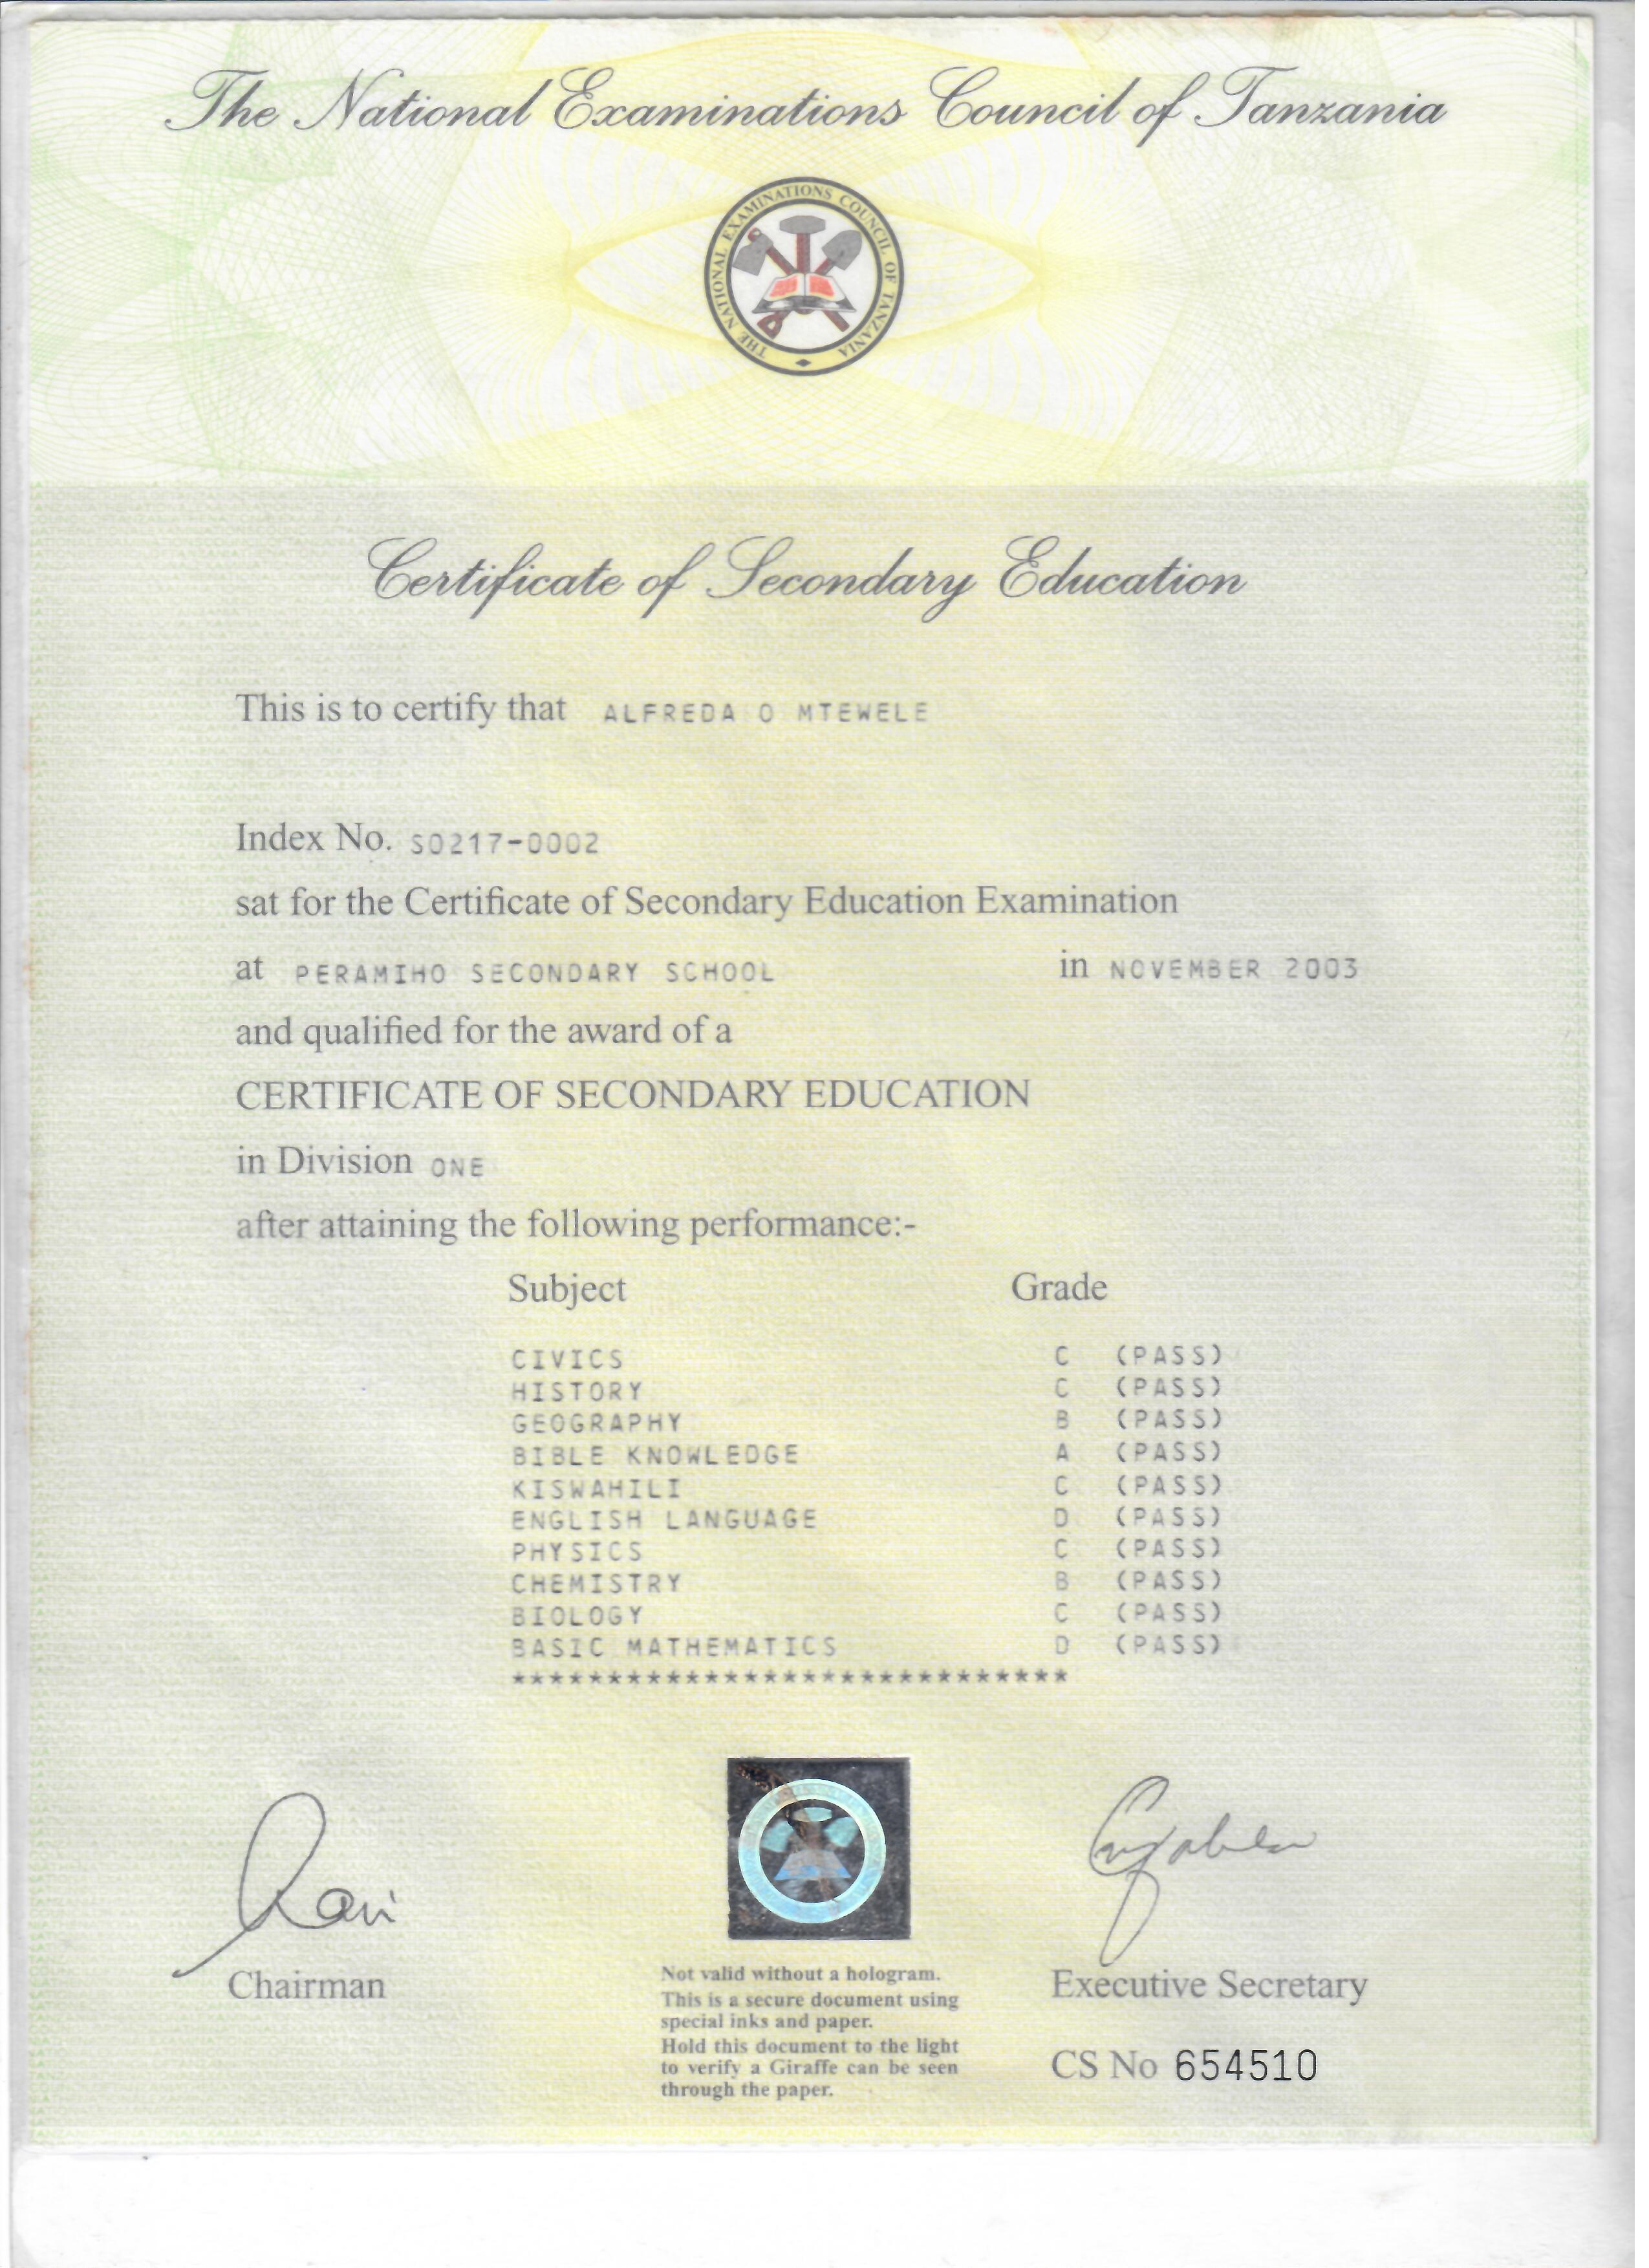 The National Examinations Council of Tanzania
THE NATIONAL EXAMINATIONS COUNCIL OF TANZANIA
Certificate of Secondary Education
This is to certify that ALFREDA O MTEWELE
Index No. S0217-0002
sat for the Certificate of Secondary Education Examination
at PERAMIHO SECONDARY SCHOOL in NOVEMBER 2003
and qualified for the award of a
CERTIFICATE OF SECONDARY EDUCATION
in Division ONE
after attaining the following performance:-
Subject Grade
CIVICS C (PASS)
HISTORY C (PASS)
GEOGRAPHY B (PASS)
BIBLE KNOWLEDGE A (PASS)
KISWAHILI C (PASS)
ENGLISH LANGUAGE D (PASS)
PHYSICS C (PASS)
CHEMISTRY B (PASS)
BIOLOGY C (PASS)
BASIC MATHEMATICS D (PASS)
*****************************
Chairman
Not valid without a hologram.
This is a secure document using
special inks and paper.
Hold this document to the light
to verify a Giraffe can be seen
through the paper.
Executive Secretary
CS No 654510